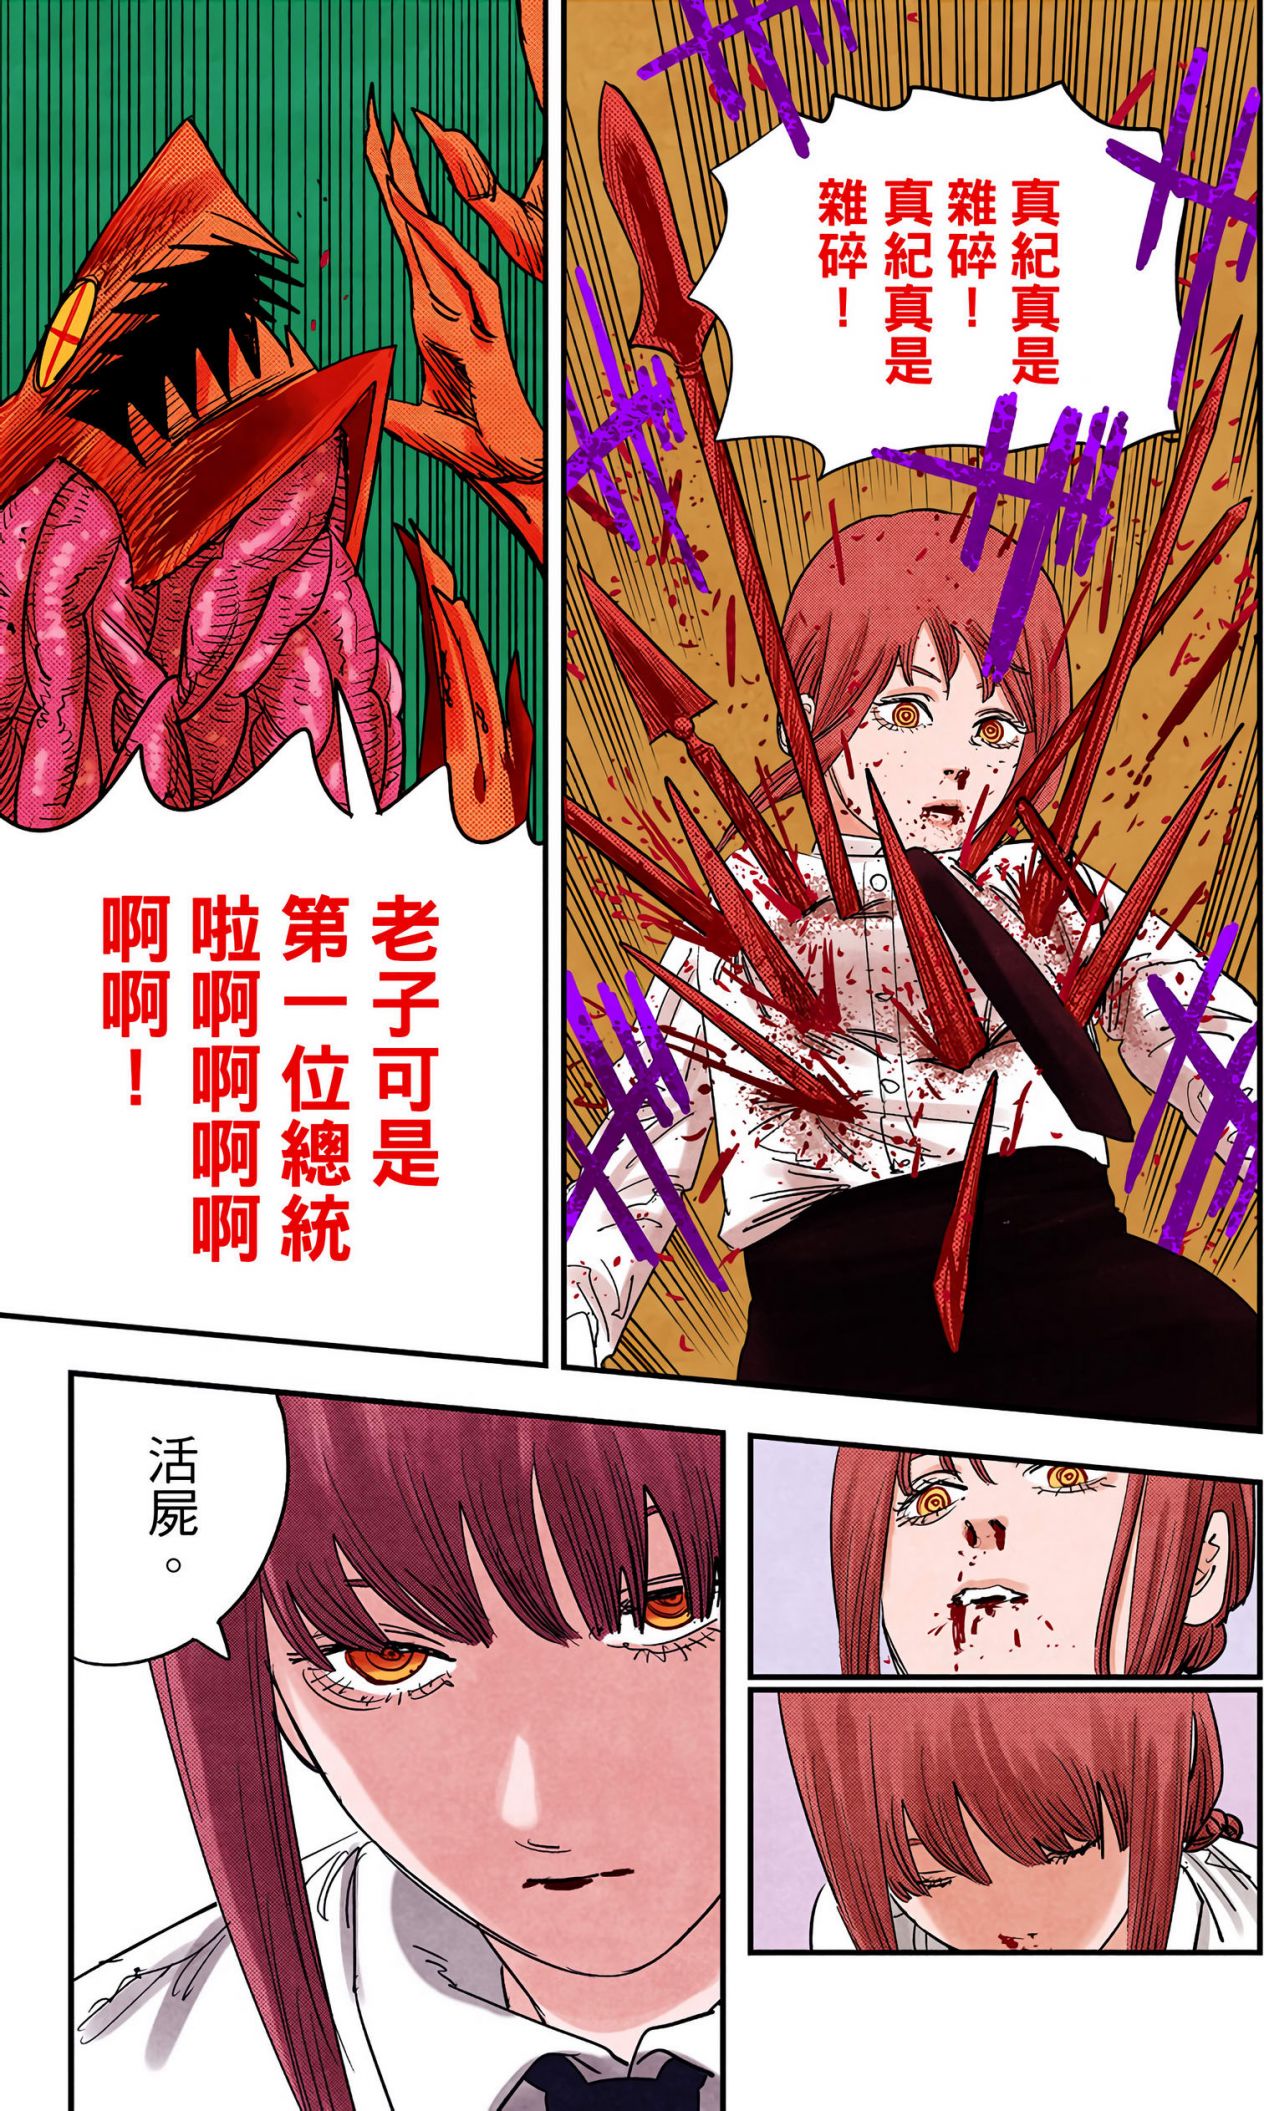 真紀真是
雜碎！
真紀真是
雜碎！
老子可是
第一位總統
啦啊啊啊啊
啊啊！
活屍。